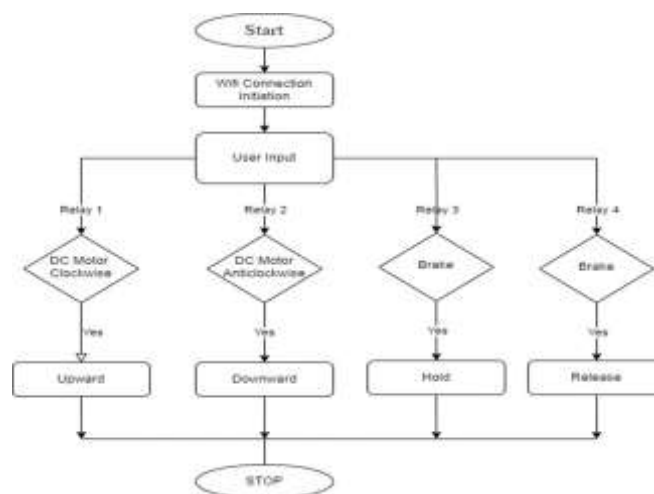 Start
Wifi Connection
Initiation
User Input
Relay 1
Relay 2
Relay 3
Relay 4
DC Motor
Clockwise
DC Motor
Anticlockwise
Brake
Brake
Yes
Yes
Yes
Yes
Upward
Downward
Hold
Release
STOP